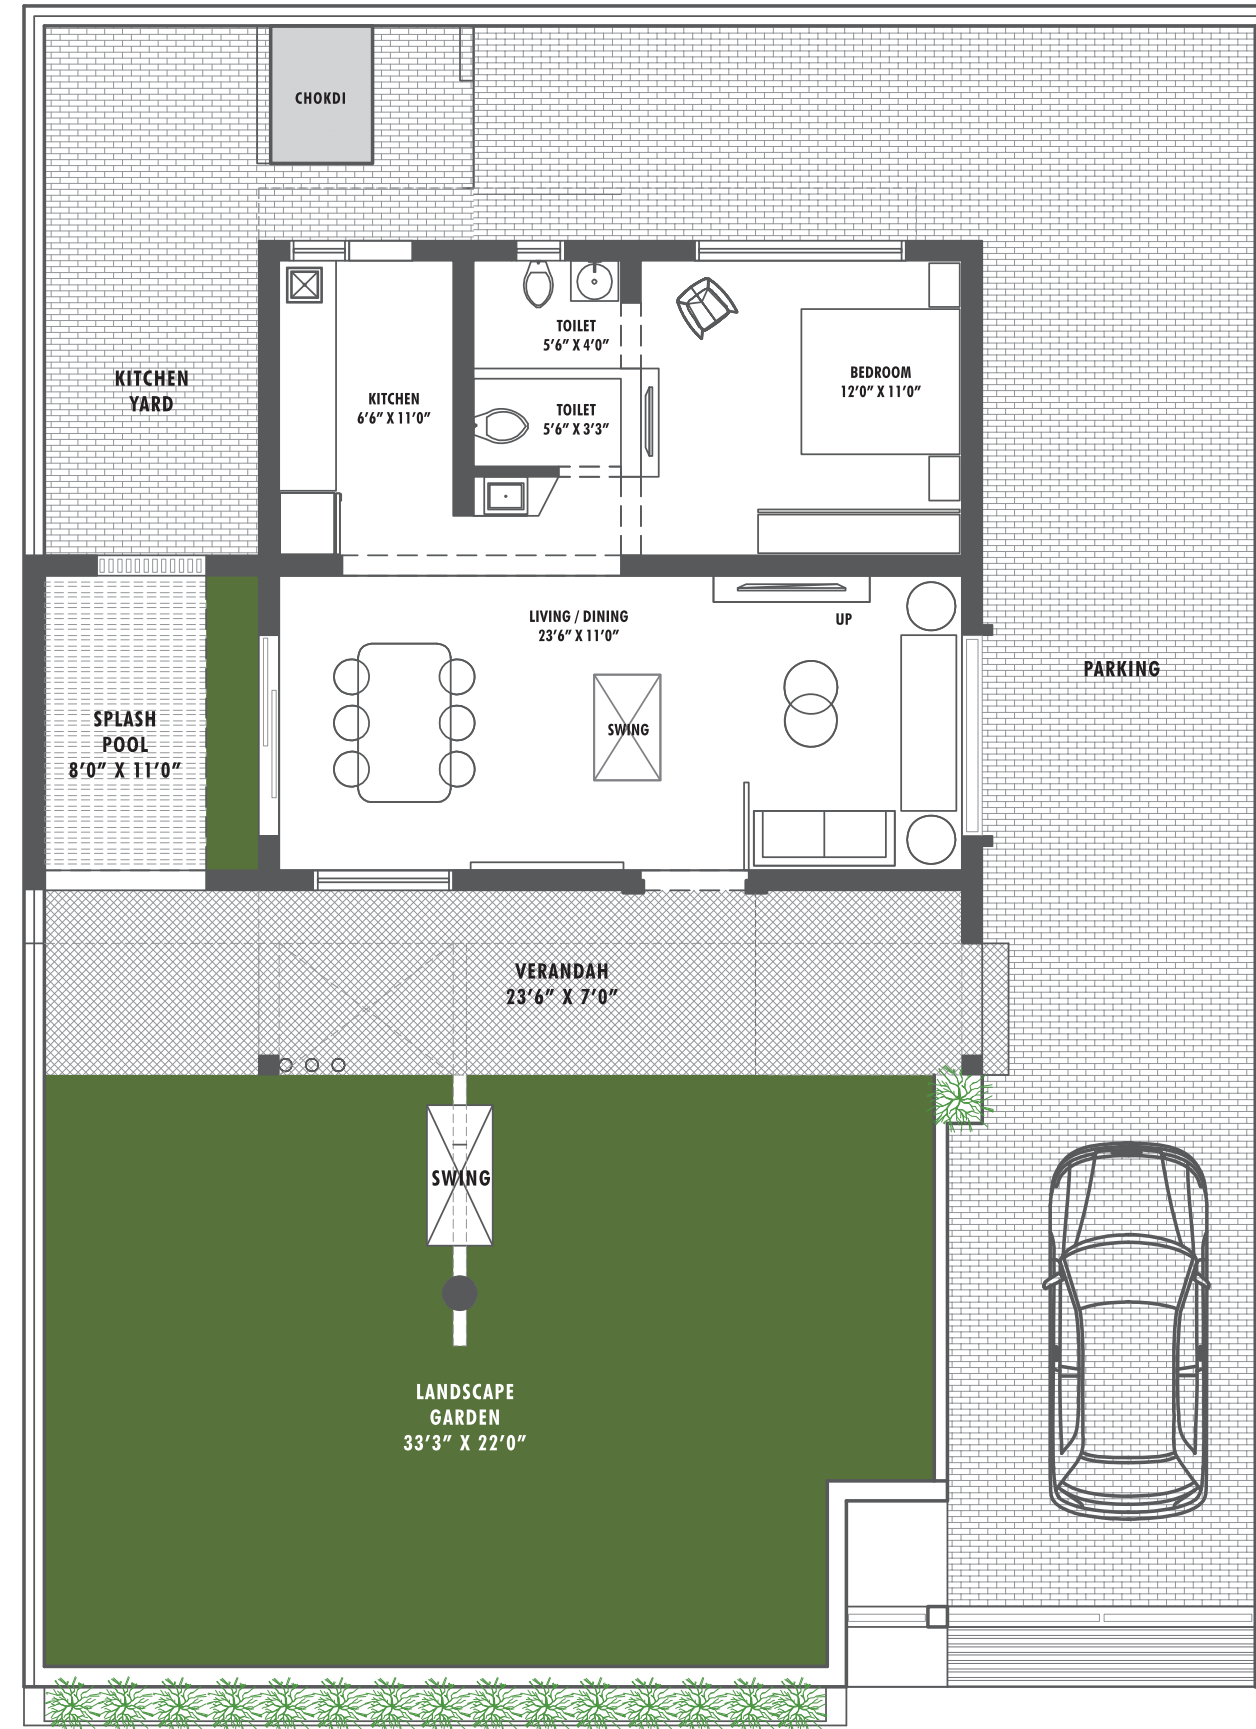 CHOKDI
TOILET
5'6" X 4'0"
KITCHEN
YARD
KITCHEN
6'6" X 11'0"
TOILET
5'6" X 3'3"
BEDROOM
12'0" X 11'0"
LIVING / DINING
23'6" X 11'0"
UP
PARKING
SPLASH
POOL
8'0" X 11'0"
SWING
VERANDAH
23'6" X 7'0"
SWING
LANDSCAPE
GARDEN
33'3" X 22'0"